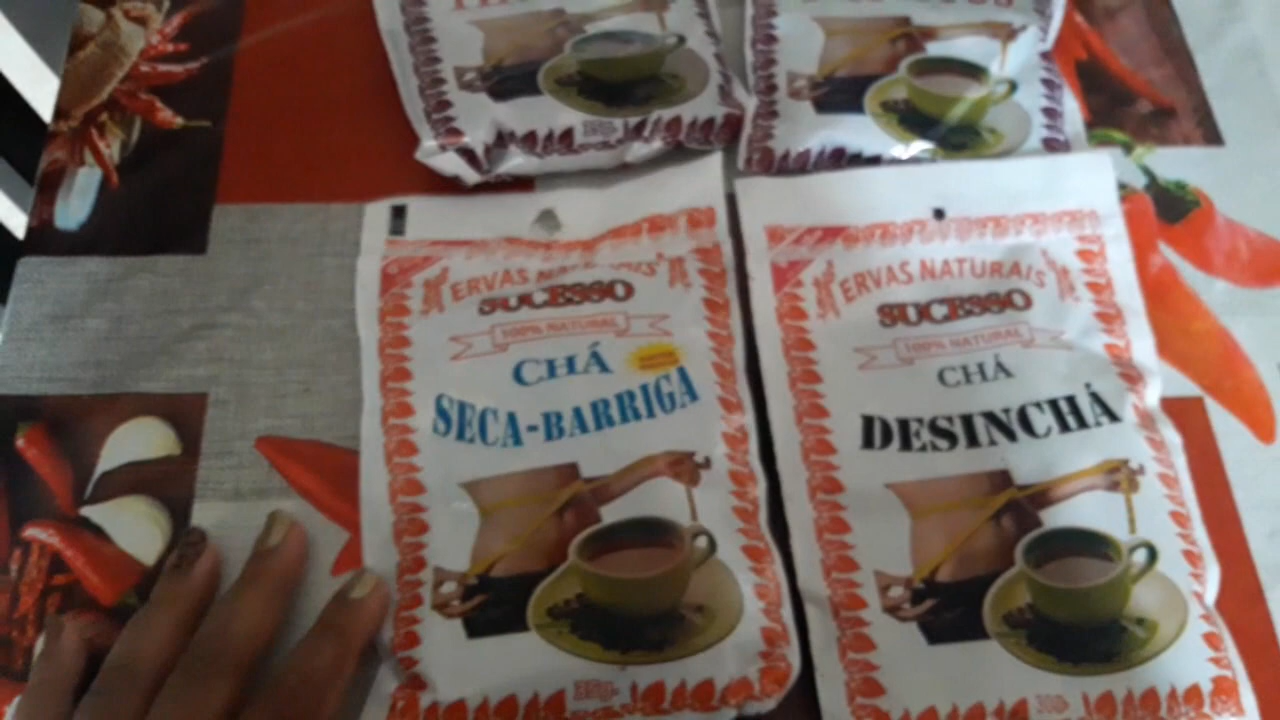 ERVAS NATURAIS
SUCESSO
100% NATURAL
CHÁ
SECA-BARRIGA
ERVAS NATURAIS
SUCESSO
100% NATURAL
CHÁ
DESINCHÁ